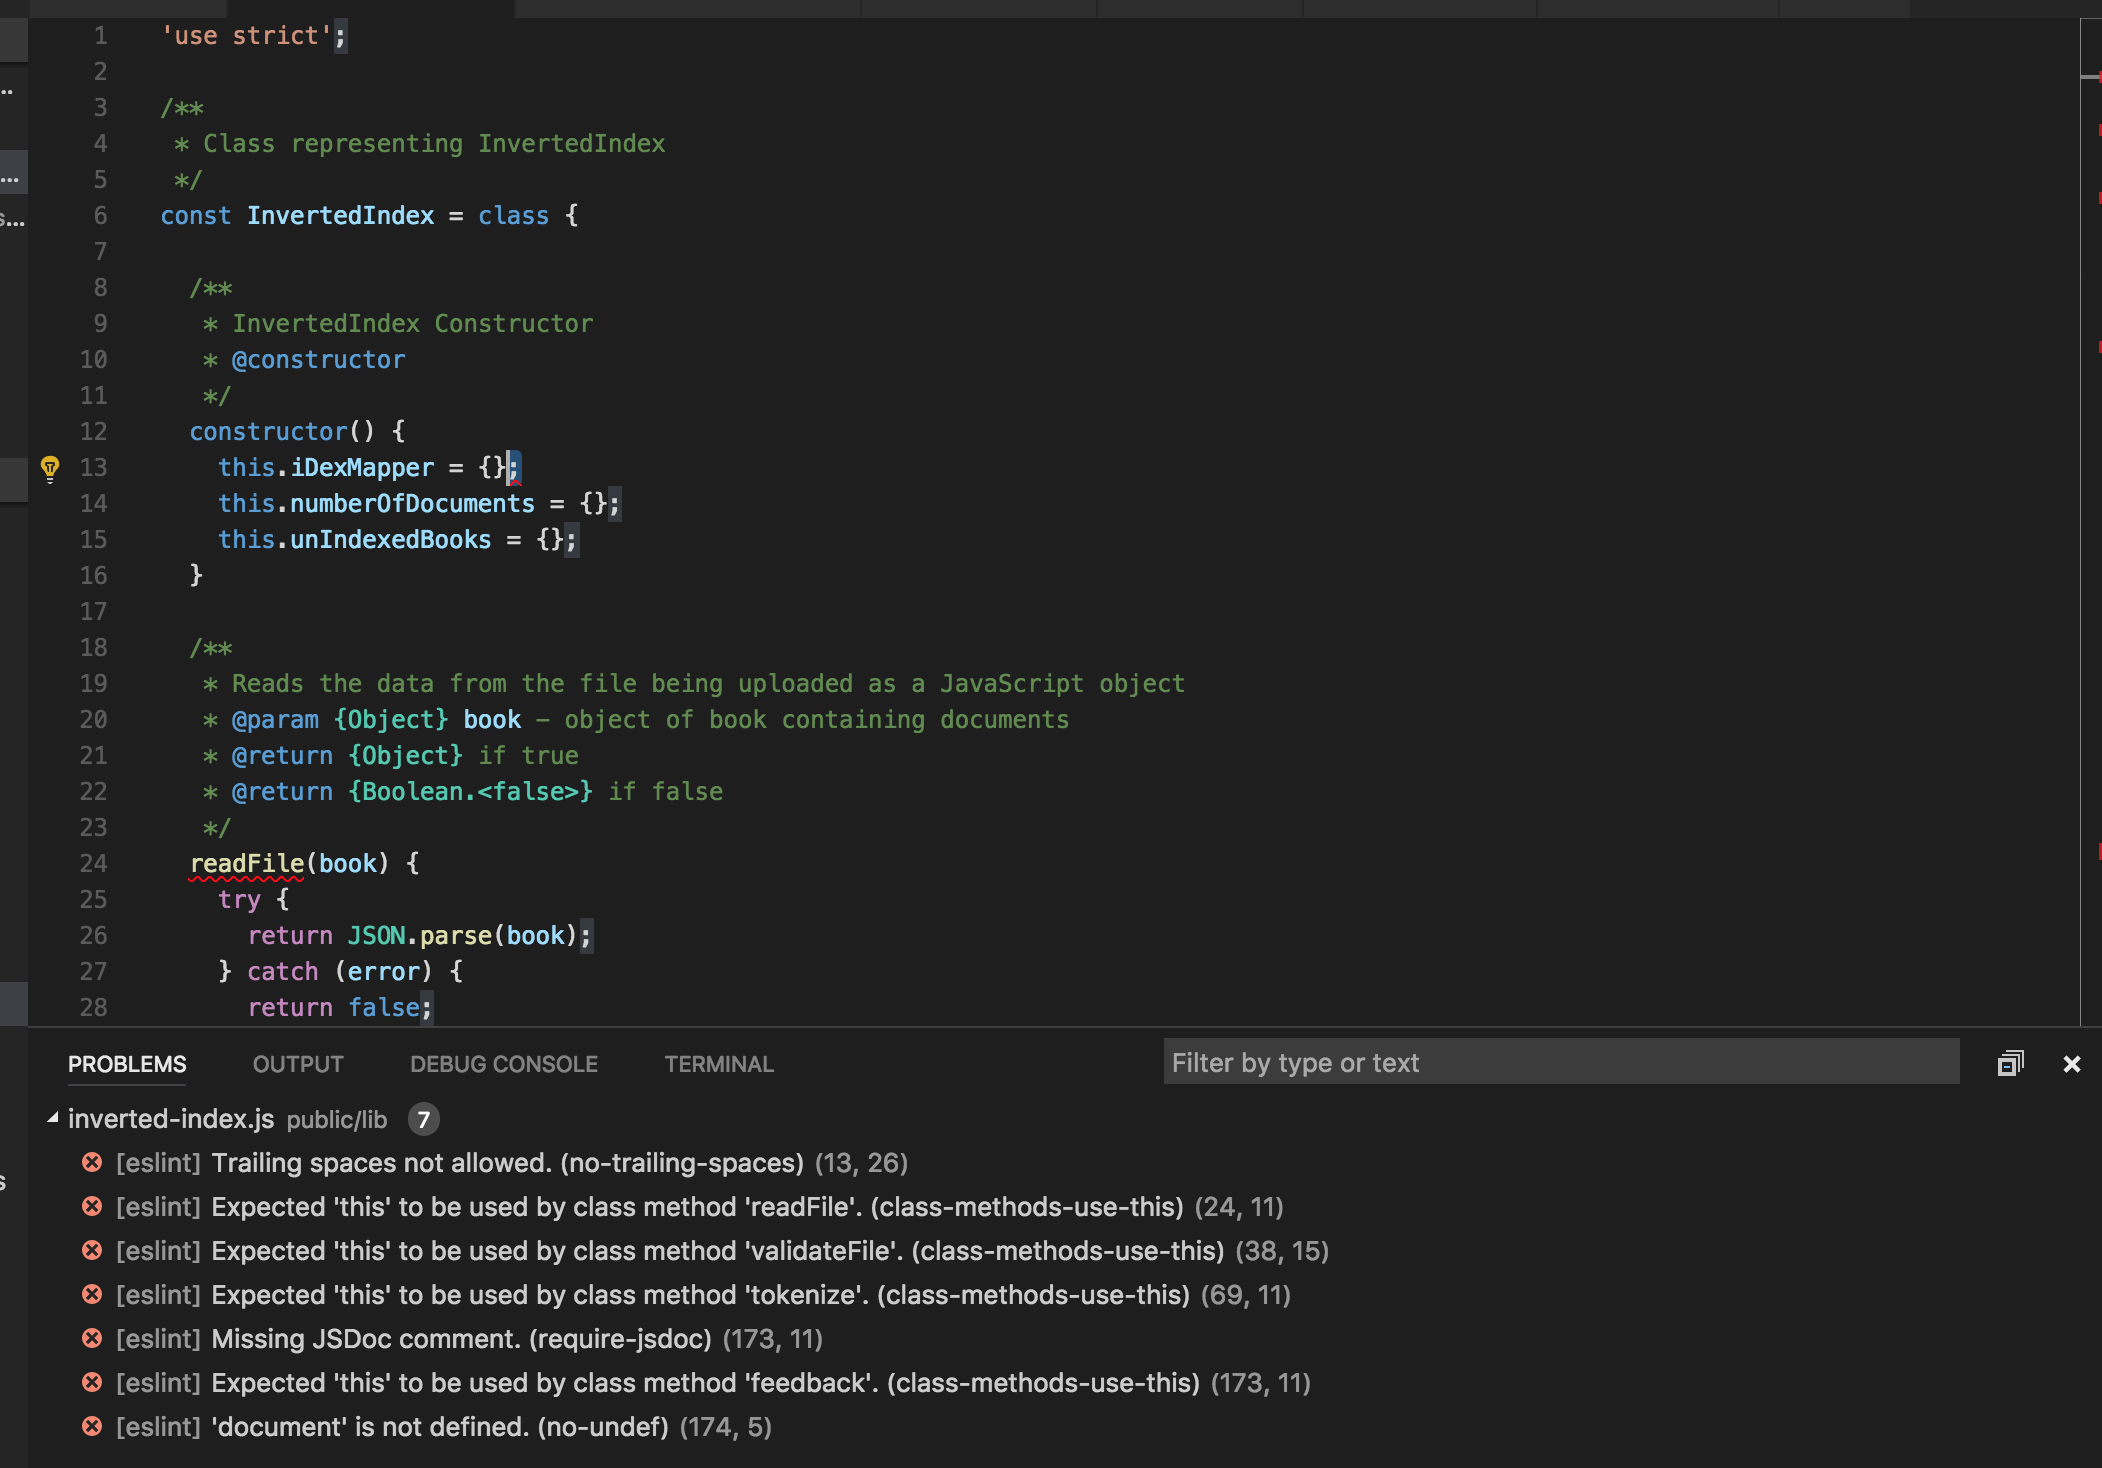 1 'use strict';
2
3 /**
4 * Class representing InvertedIndex
5 */
6 const InvertedIndex = class {
7
8 /**
9 * InvertedIndex Constructor
10 * @constructor
11 */
12 constructor() {
13 this.iDexMapper = {};
14 this.numberOfDocuments = {};
15 this.unIndexedBooks = {};
16 }
17
18 /**
19 * Reads the data from the file being uploaded as a JavaScript object
20 * @param {Object} book - object of book containing documents
21 * @return {Object} if true
22 * @return {Boolean.<false>} if false
23 */
24 readFile(book) {
25 try {
26 return JSON.parse(book);
27 } catch (error) {
28 return false;
PROBLEMS OUTPUT DEBUG CONSOLE TERMINAL Filter by type or text
inverted-index.js public/lib 7
[eslint] Trailing spaces not allowed. (no-trailing-spaces) (13, 26)
[eslint] Expected 'this' to be used by class method 'readFile'. (class-methods-use-this) (24, 11)
[eslint] Expected 'this' to be used by class method 'validateFile'. (class-methods-use-this) (38, 15)
[eslint] Expected 'this' to be used by class method 'tokenize'. (class-methods-use-this) (69, 11)
[eslint] Missing JSDoc comment. (require-jsdoc) (173, 11)
[eslint] Expected 'this' to be used by class method 'feedback'. (class-methods-use-this) (173, 11)
[eslint] 'document' is not defined. (no-undef) (174, 5)